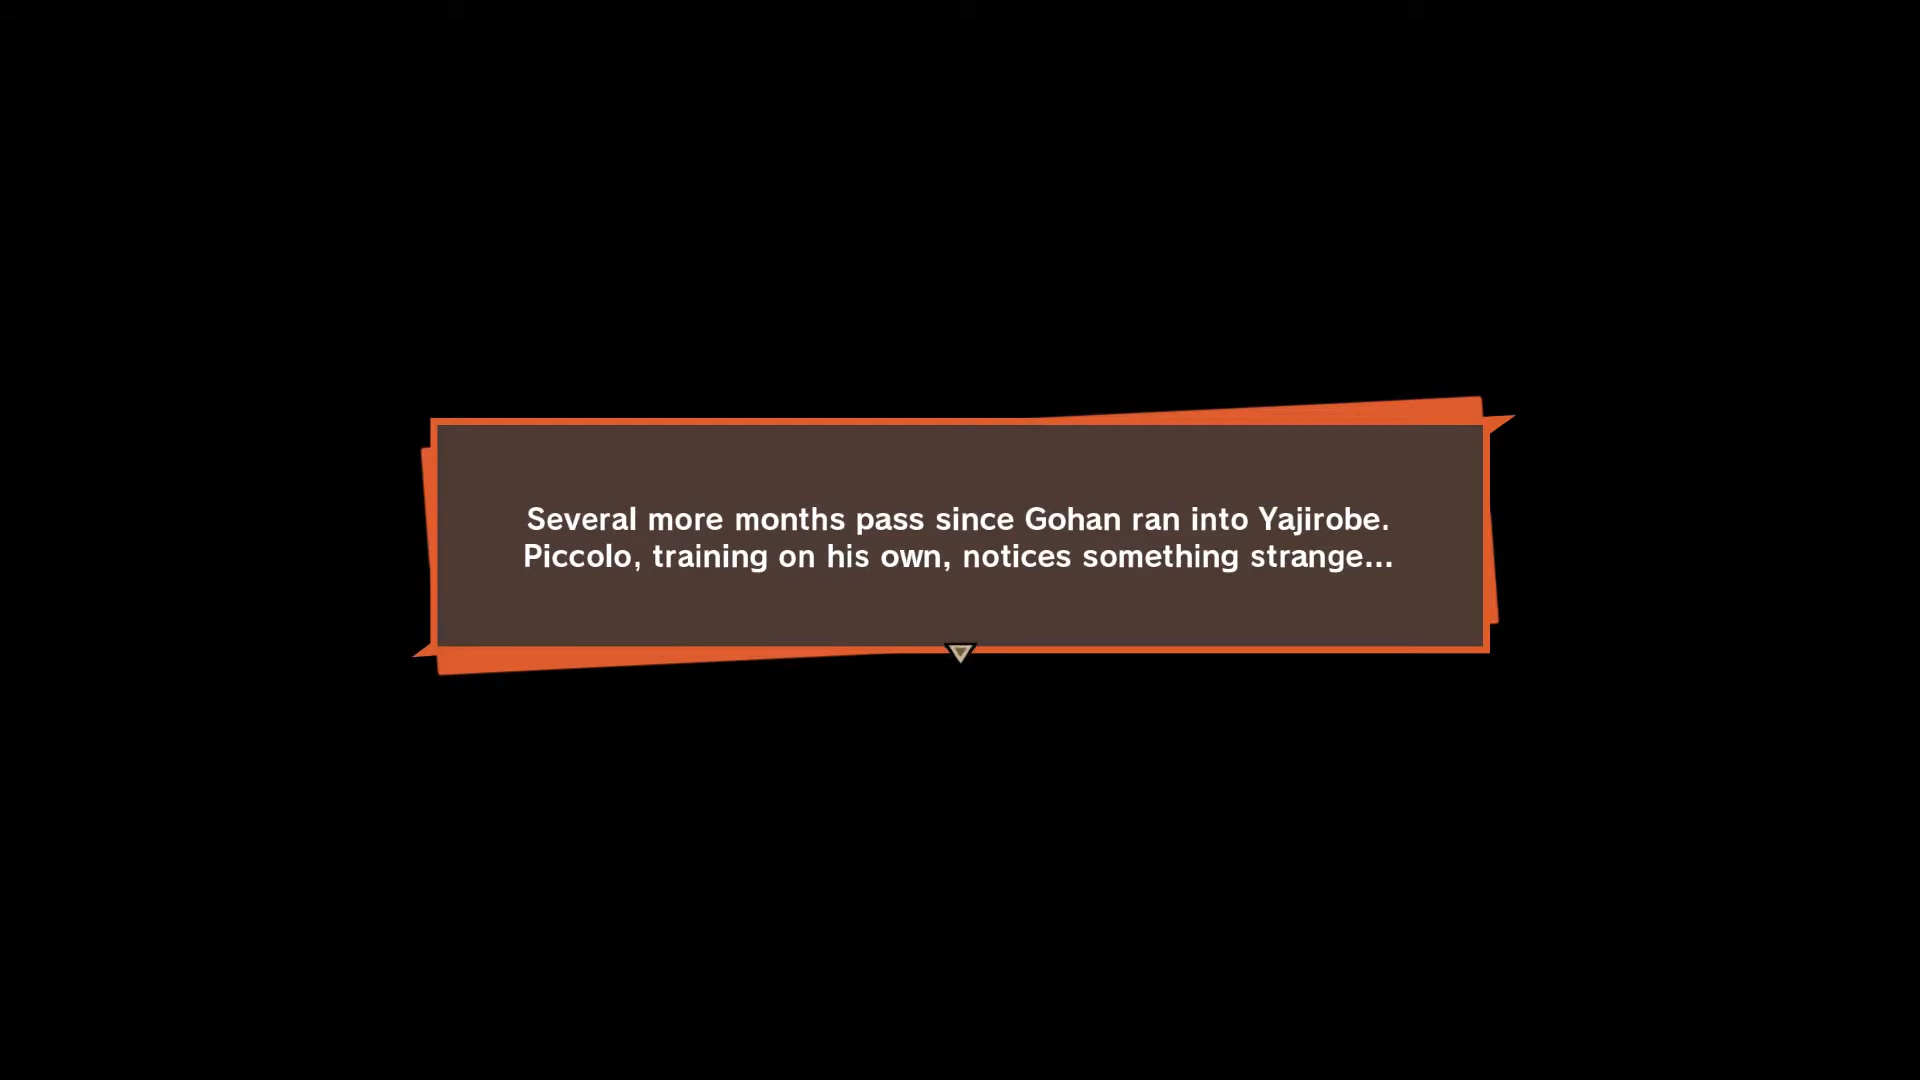 Several more months pass since Gohan ran into Yajirobe.
Piccolo, training on his own, notices something strange...